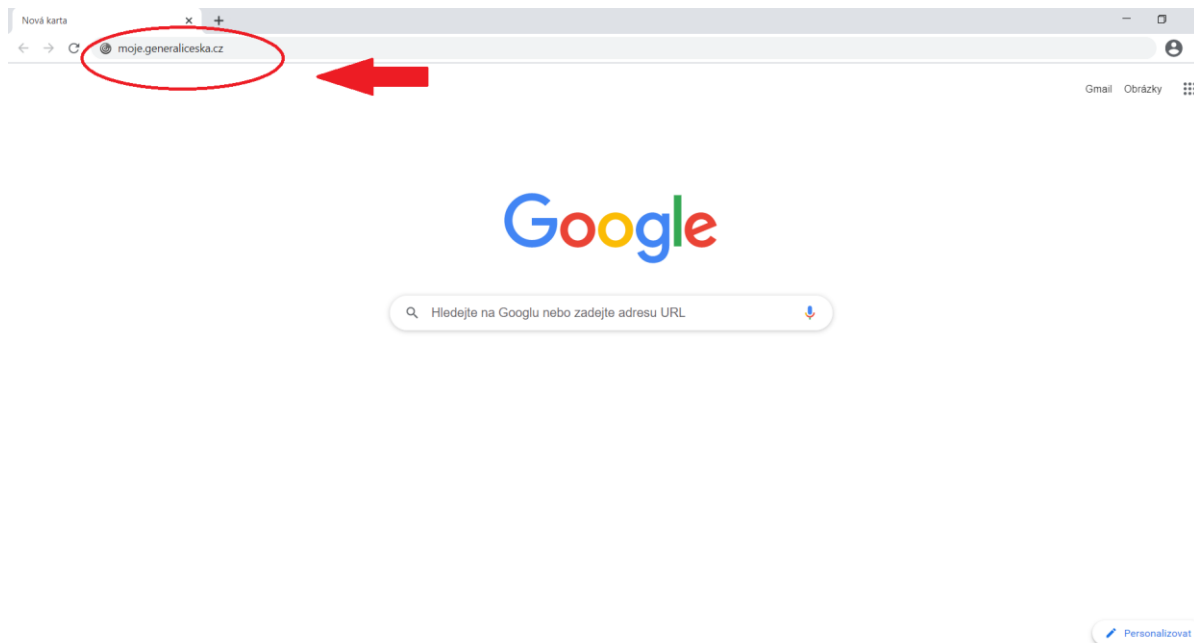 Nová karta
moje.generaliceska.cz
Gmail Obrázky
Google
Hledejte na Googlu nebo zadejte adresu URL
Personalizovat